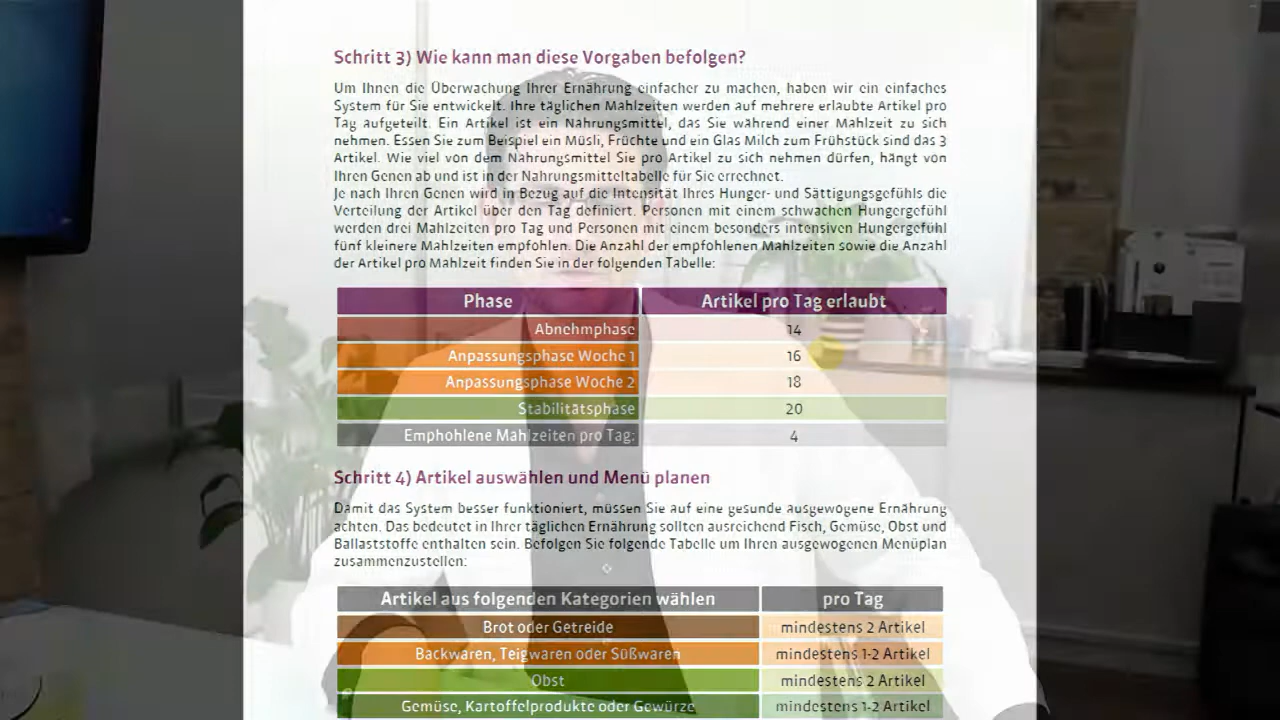 Schritt 3) Wie kann man diese Vorgaben befolgen?
Um Ihnen die Überwachung Ihrer Ernährung einfacher zu machen, haben wir ein einfaches
System für Sie entwickelt. Ihre täglichen Mahlzeiten werden auf mehrere erlaubte Artikel pro
Tag aufgeteilt. Ein Artikel ist ein Nahrungsmittel, das Sie während einer Mahlzeit zu sich
nehmen. Essen Sie zum Beispiel ein Müsli, Früchte und ein Glas Milch zum Frühstück sind das 3
Artikel. Wie viel von dem Nahrungsmittel Sie pro Artikel zu sich nehmen dürfen, hängt von
Ihren Genen ab und ist in der Nahrungsmitteltabelle für Sie errechnet.
Je nach Ihren Genen wird in Bezug auf die Intensität Ihres Hunger- und Sättigungsgefühls die
Verteilung der Artikel über den Tag definiert. Personen mit einem schwachen Hungergefühl
werden drei Mahlzeiten pro Tag und Personen mit einem besonders intensiven Hungergefühl
fünf kleinere Mahlzeiten empfohlen. Die Anzahl der empfohlenen Mahlzeiten sowie die Anzahl
der Artikel pro Mahlzeit finden Sie in der folgenden Tabelle:
Phase Artikel pro Tag erlaubt
Abnehmphase 14
Anpassungsphase Woche 1 16
Anpassungsphase Woche 2 18
Stabilitätsphase 20
Emphohlene Mahlzeiten pro Tag: 4
Schritt 4) Artikel auswählen und Menü planen
Damit das System besser funktioniert, müssen Sie auf eine gesunde ausgewogene Ernährung
achten. Das bedeutet in Ihrer täglichen Ernährung sollten ausreichend Fisch, Gemüse, Obst und
Ballaststoffe enthalten sein. Befolgen Sie folgende Tabelle um Ihren ausgewogenen Menüplan
zusammenzustellen:
Artikel aus folgenden Kategorien wählen pro Tag
Brot oder Getreide mindestens 2 Artikel
Backwaren, Teigwaren oder Süßwaren mindestens 1-2 Artikel
Obst mindestens 2 Artikel
Gemüse, Kartoffelprodukte oder Gewürze mindestens 1-2 Artikel